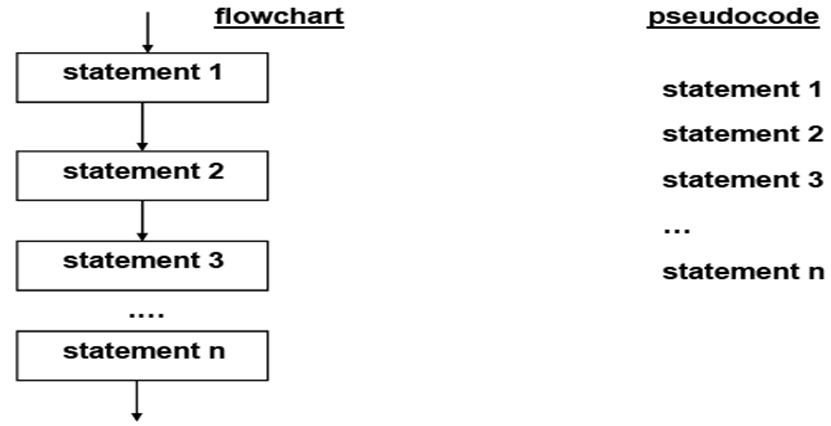 flowchart
statement 1
statement 2
statement 3
....
statement n
pseudocode
statement 1
statement 2
statement 3
...
statement n